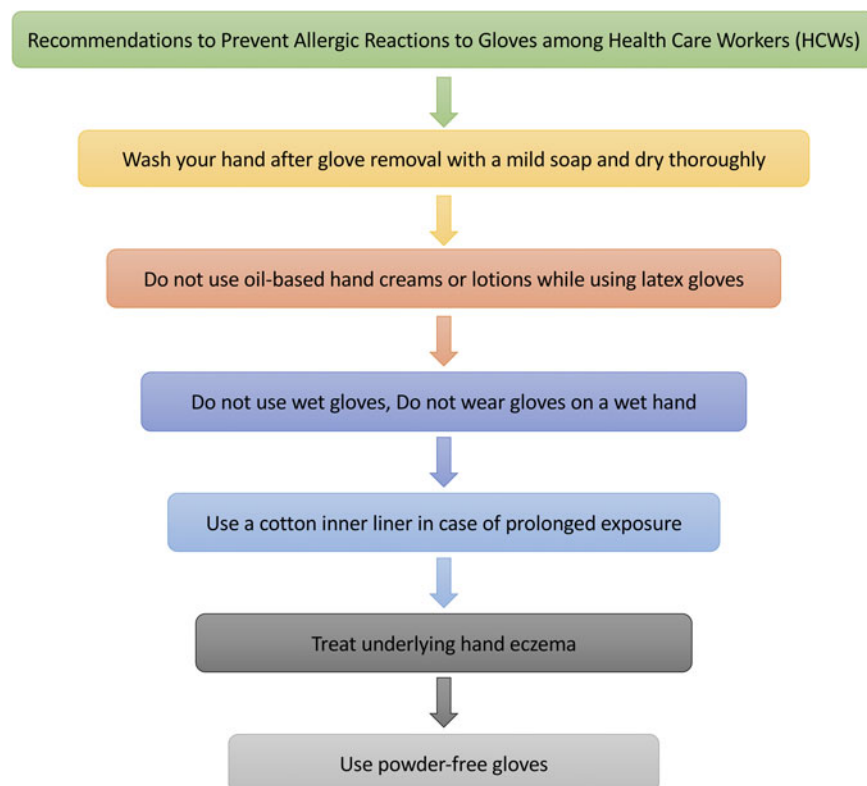 Recommendations to Prevent Allergic Reactions to Gloves among Health Care Workers (HCWs)
Wash your hand after glove removal with a mild soap and dry thoroughly
Do not use oil-based hand creams or lotions while using latex gloves
Do not use wet gloves, Do not wear gloves on a wet hand
Use a cotton inner liner in case of prolonged exposure
Treat underlying hand eczema
Use powder-free gloves